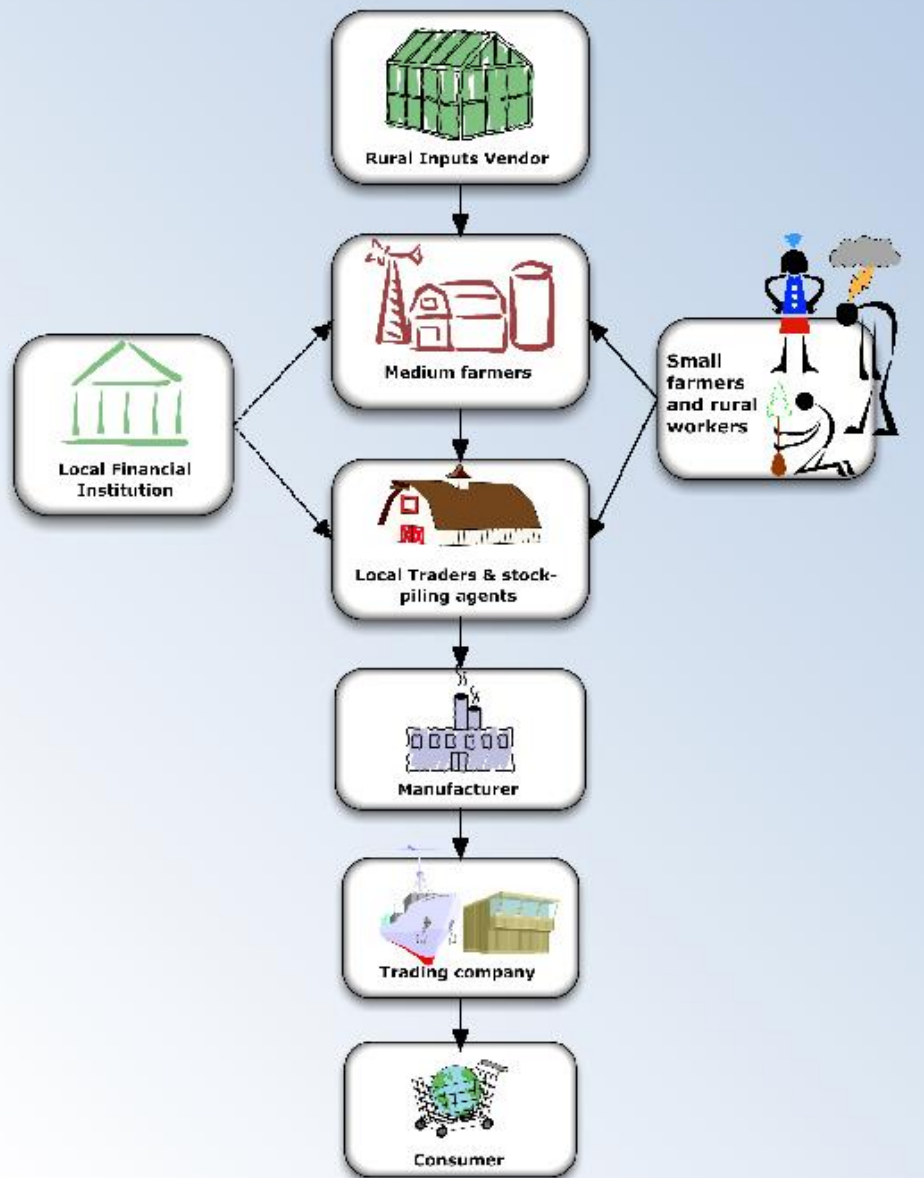 Rural Inputs Vendor
Medium farmers
Small
farmers
and rural
workers
Local Financial
Institution
Local Traders & stock-
piling agents
Manufacturer
Trading company
Consumer